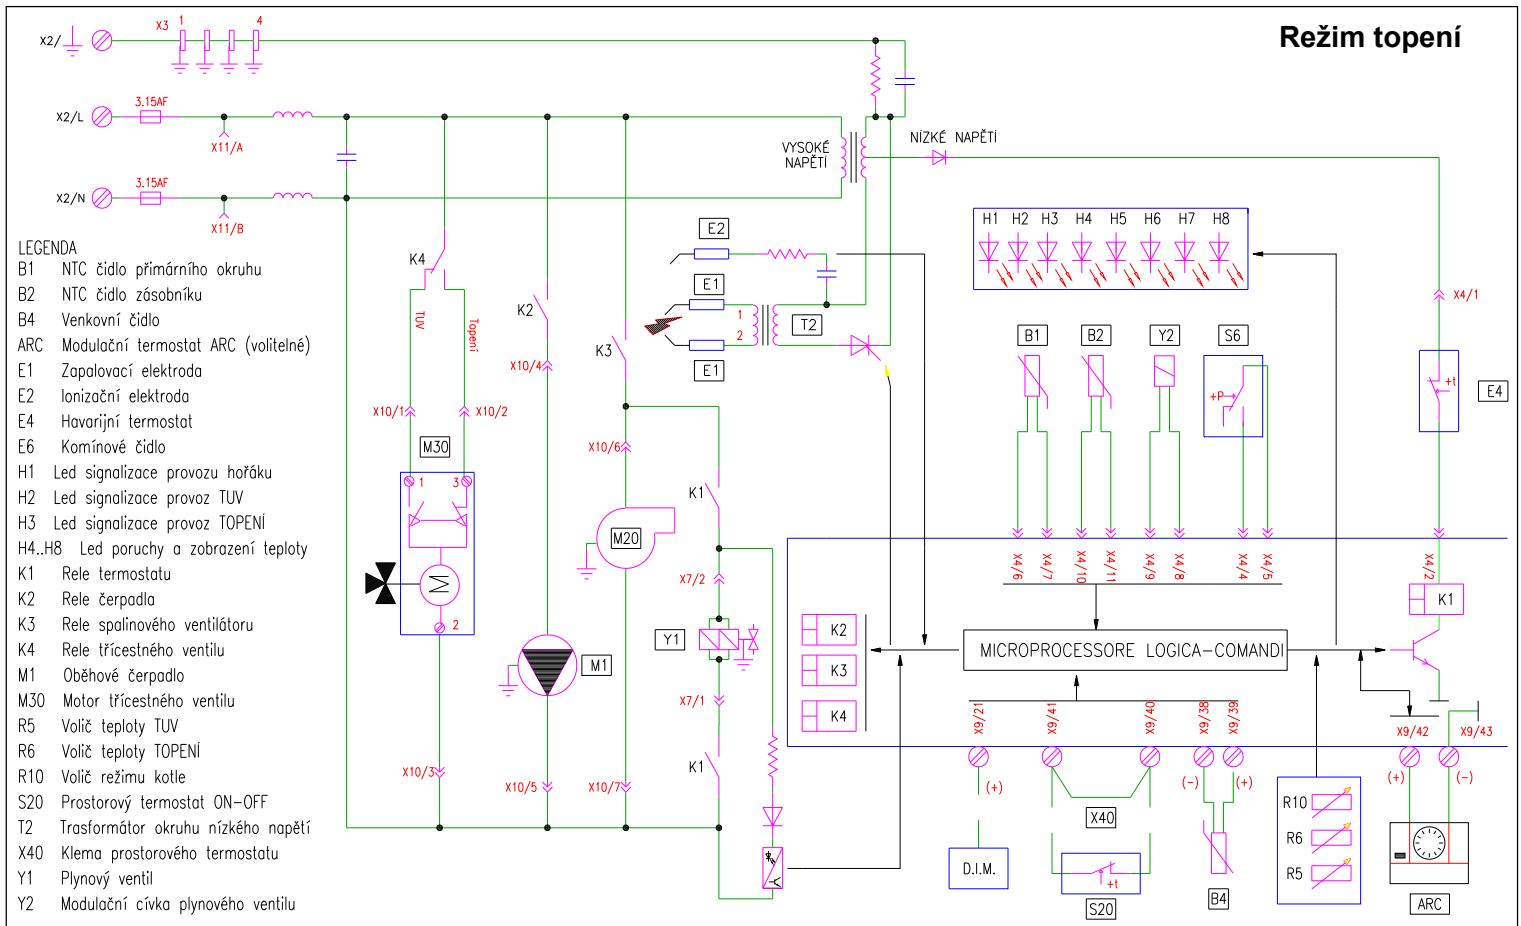 Režim topení
X2/
X3 1 4
X2/L
3.15AF
X11/A
X2/N
3.15AF
X11/B
VYSOKÉ
NAPĚTÍ
NÍZKÉ NAPĚTÍ
LEGENDA
B1 NTC čidlo přimárního okruhu
B2 NTC čidlo zásobníku
B4 Venkovní čidlo
ARC Modulační termostat ARC (volitelné)
E1 Zapalovací elektroda
E2 Ionizační elektroda
E4 Havarijní termostat
E6 Komínové čidlo
H1 Led signalizace provozu hořáku
H2 Led signalizace provoz TUV
H3 Led signalizace provoz TOPENÍ
H4..H8 Led poruchy a zobrazení teploty
K1 Rele termostatu
K2 Rele čerpadla
K3 Rele spalinového ventilátoru
K4 Rele třícestného ventilu
M1 Oběhové čerpadlo
M30 Motor třícestného ventilu
R5 Volič teploty TUV
R6 Volič teploty TOPENÍ
R10 Volič režimu kotle
S20 Prostorový termostat ON-OFF
T2 Trasformátor okruhu nízkého napětí
X40 Klema prostorového termostatu
Y1 Plynový ventil
Y2 Modulační cívka plynového ventilu
K4
TUV
Topení
X10/1
X10/2
M30
1 3
M
2
X10/3
K2
X10/4
M1
X10/5
K3
X10/6
M20
X10/7
K1
X7/2
Y1
X7/1
K1
E2
E1
1
2
T2
E1
H1 H2 H3 H4 H5 H6 H7 H8
B1 B2 Y2 S6
+P
X4/1
+t
E4
X4/6 X4/7 X4/10 X4/11 X4/9 X4/8 X4/4 X4/5 X4/2
K1
K2
K3
K4
MICROPROCESSORE LOGICA-COMANDI
X9/21 X9/41 X9/40 X9/38 X9/39 X9/42 X9/43
(+) (-) (+) (+) (-)
X40
D.I.M.
+t
S20
B4
R10
R6
R5
ARC